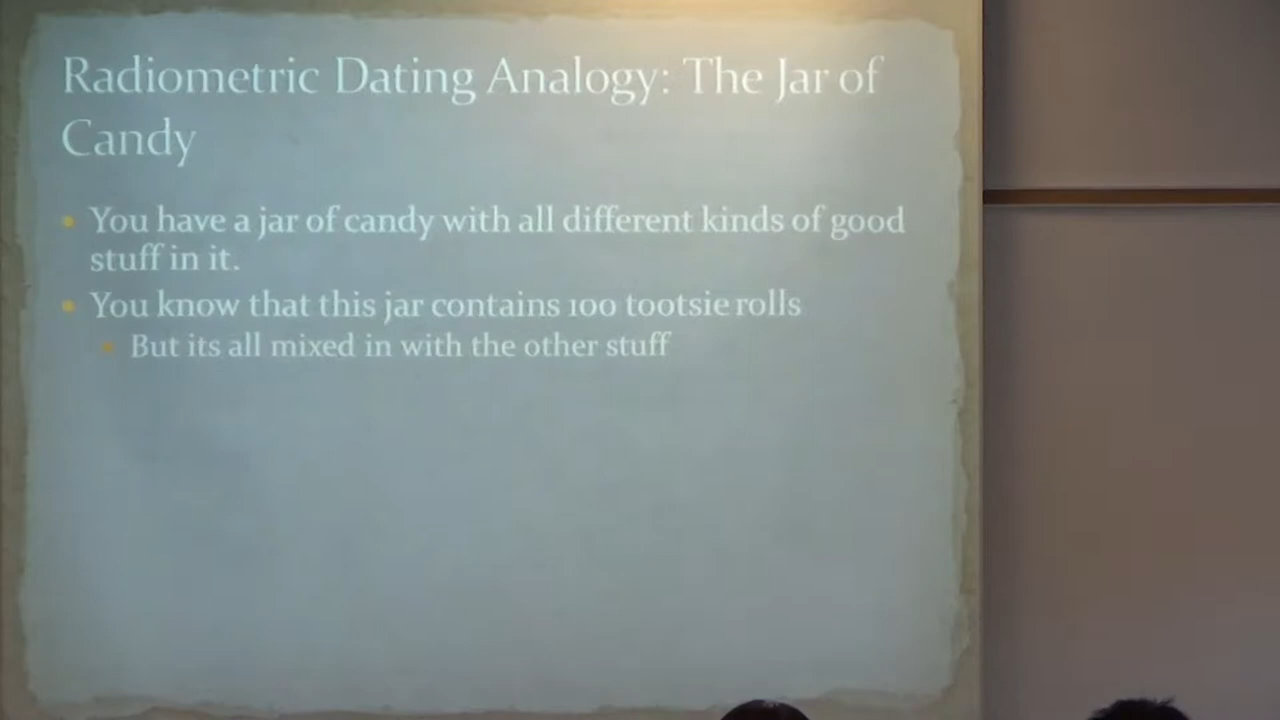 Radiometric Dating Analogy: The Jar of
Candy
• You have a jar of candy with all different kinds of good
stuff in it.
• You know that this jar contains 100 tootsie rolls
• But its all mixed in with the other stuff